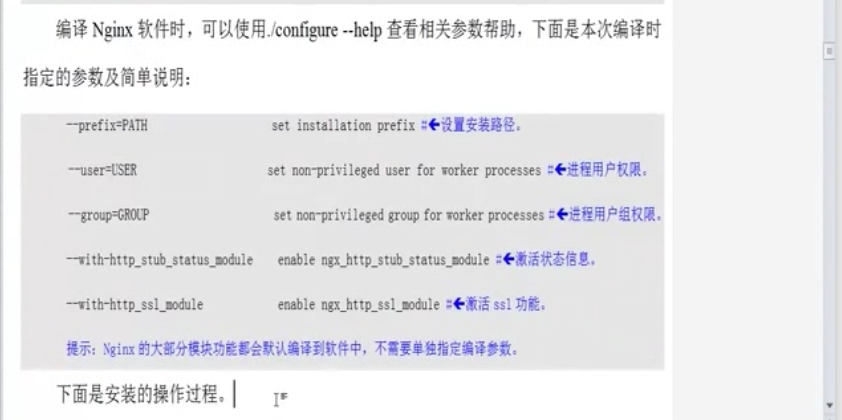 编译 Nginx 软件时，可以使用./configure --help 查看相关参数帮助，下面是本次编译时
指定的参数及简单说明：
--prefix=PATH set installation prefix #←设置安装路径。
--user=USER set non-privileged user for worker processes #←进程用户权限。
--group=GROUP set non-privileged group for worker processes #←进程用户组权限。
--with-http_stub_status_module enable ngx_http_stub_status_module #←激活状态信息。
--with-http_ssl_module enable ngx_http_ssl_module #←激活 ssl 功能。
提示：Nginx 的大部分模块功能都会默认编译到软件中，不需要单独指定编译参数。
下面是安装的操作过程。